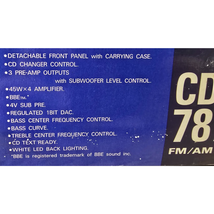 •DETACHABLE FRONT PANEL with CARRYING CASE.
•CD CHANGER CONTROL.
•3 PRE-AMP OUTPUTS
with SUBWOOFER LEVEL CONTROL.
•45W×4 AMPLIFIER.
•BBE™.
•4V SUB PRE.
•REGULATED 1BIT DAC.
•BASS CENTER FREQUENCY CONTROL.
•BASS CURVE.
•TREBLE CENTER FREQUENCY CONTROL.
•CD TEXT READY.
•WHITE LED BACK LIGHTING.
*BBE is registered trademark of BBE sound inc.
CD
78
FM/AM